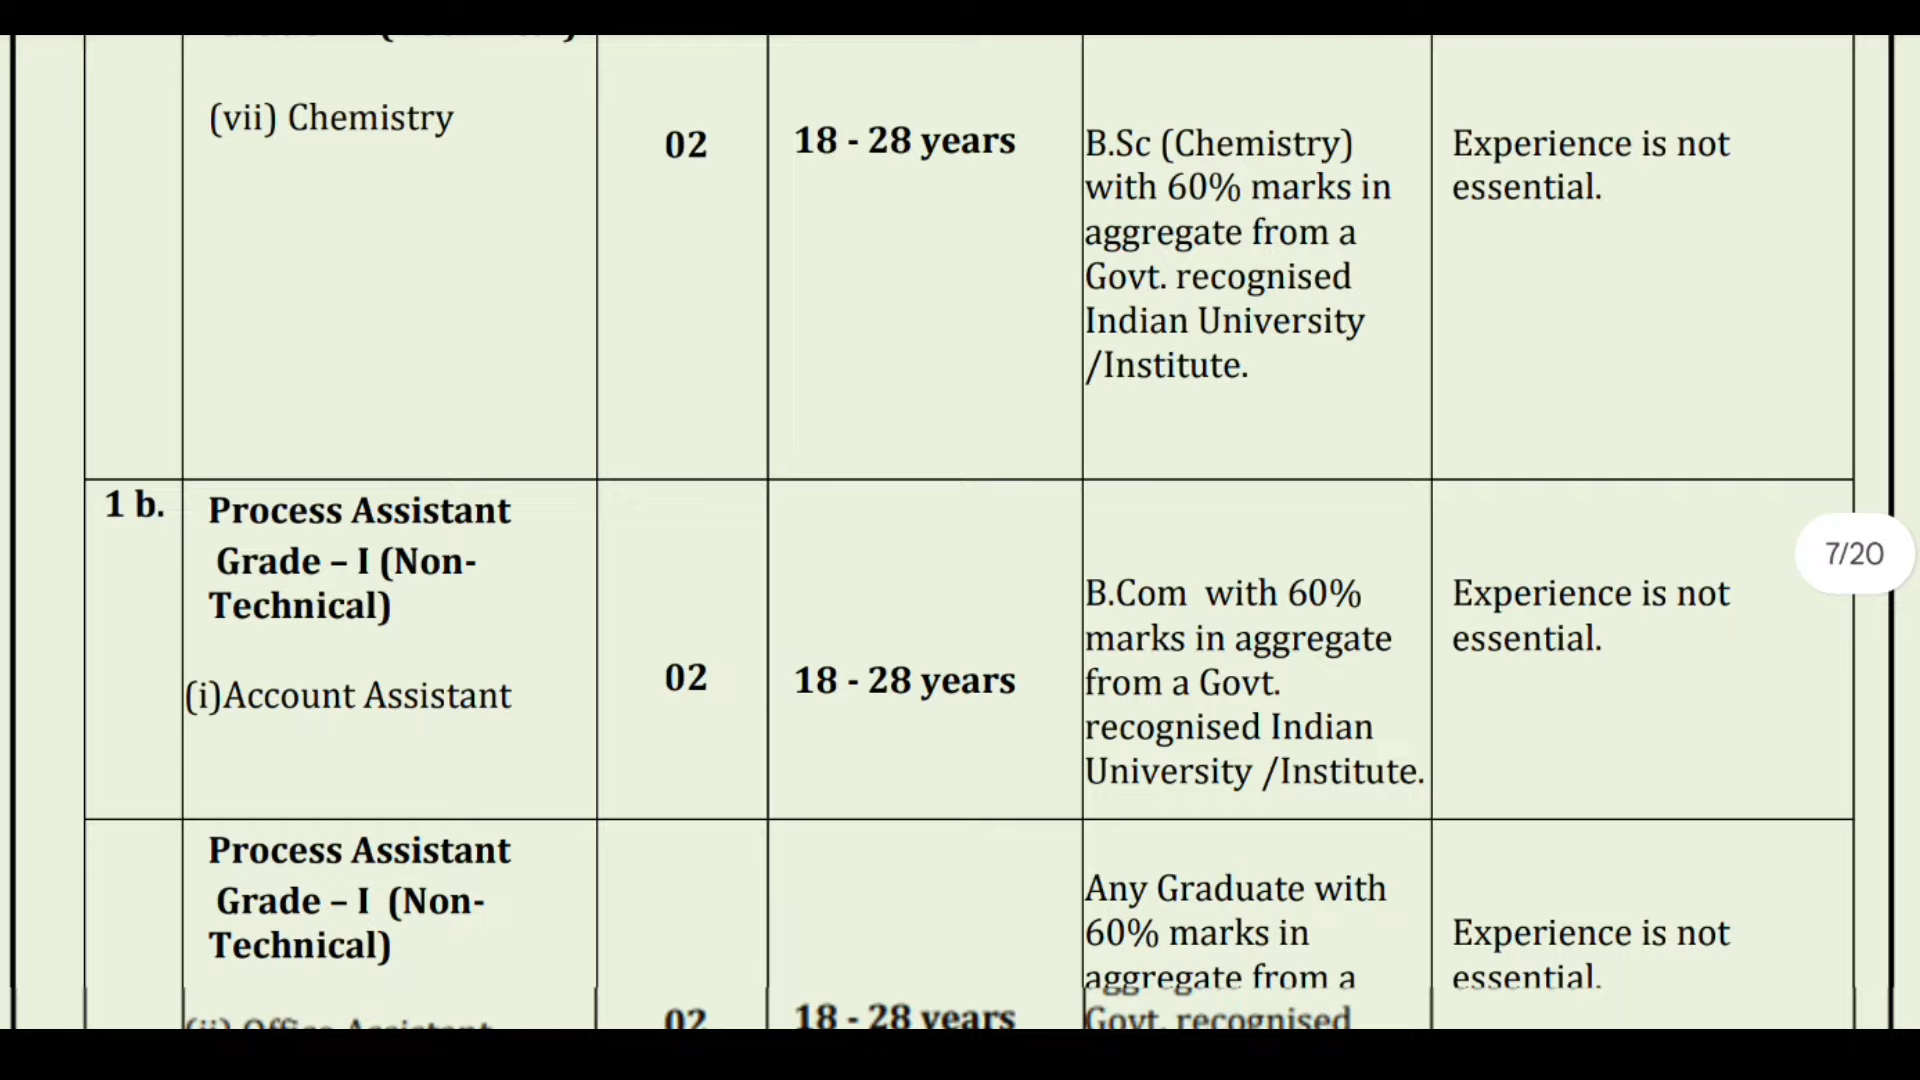 (vii) Chemistry
02
18 - 28 years
B.Sc (Chemistry)
with 60% marks in
aggregate from a
Govt. recognised
Indian University
/Institute.
Experience is not
essential.
1 b.
Process Assistant
Grade – I (Non-
Technical)
(i)Account Assistant
02
18 - 28 years
B.Com with 60%
marks in aggregate
from a Govt.
recognised Indian
University /Institute.
Experience is not
essential.
Process Assistant
Grade – I (Non-
Technical)
(ii) Office Assistant
02
18 - 28 years
Any Graduate with
60% marks in
aggregate from a
Govt. recognised
Experience is not
essential.
7/20